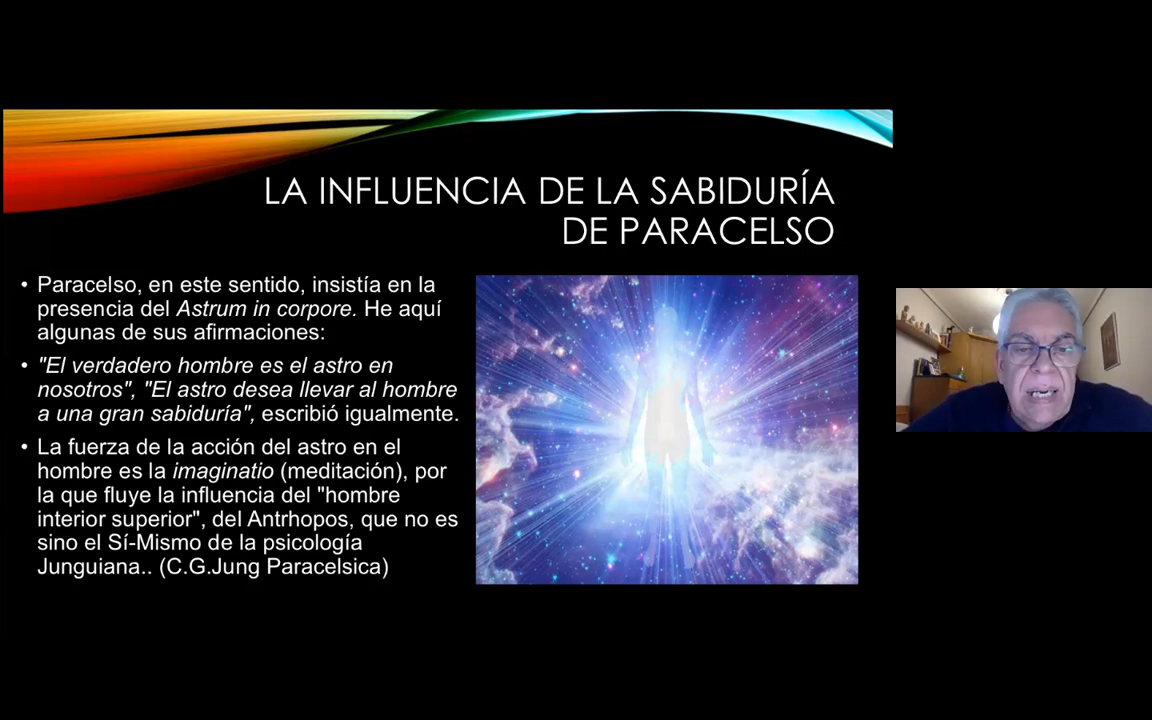 LA INFLUENCIA DE LA SABIDURÍA
DE PARACELSO
• Paracelso, en este sentido, insistía en la
presencia del Astrum in corpore. He aquí
algunas de sus afirmaciones:
• "El verdadero hombre es el astro en
nosotros", "El astro desea llevar al hombre
a una gran sabiduría", escribió igualmente.
• La fuerza de la acción del astro en el
hombre es la imaginatio (meditación), por
la que fluye la influencia del "hombre
interior superior", del Antrhopos, que no es
sino el Sí-Mismo de la psicología
Junguiana.. (C.G.Jung Paracelsica)